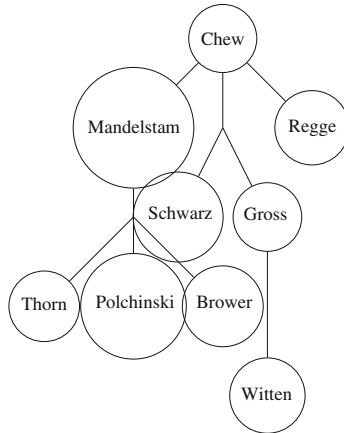 Chew
Mandelstam
Regge
Schwarz
Gross
Thorn
Polchinski
Brower
Witten